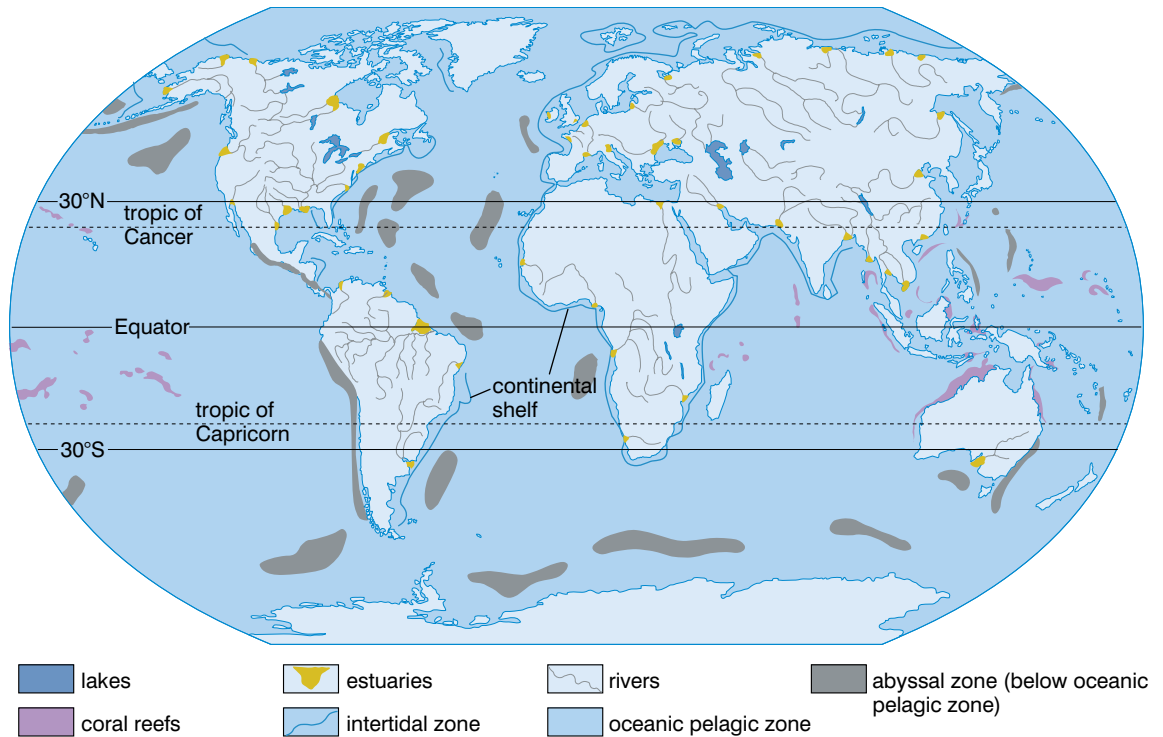 30°N
tropic of
Cancer
Equator
continental
shelf
tropic of
Capricorn
30°S
lakes
estuaries
rivers
abyssal zone (below oceanic
pelagic zone)
coral reefs
intertidal zone
oceanic pelagic zone